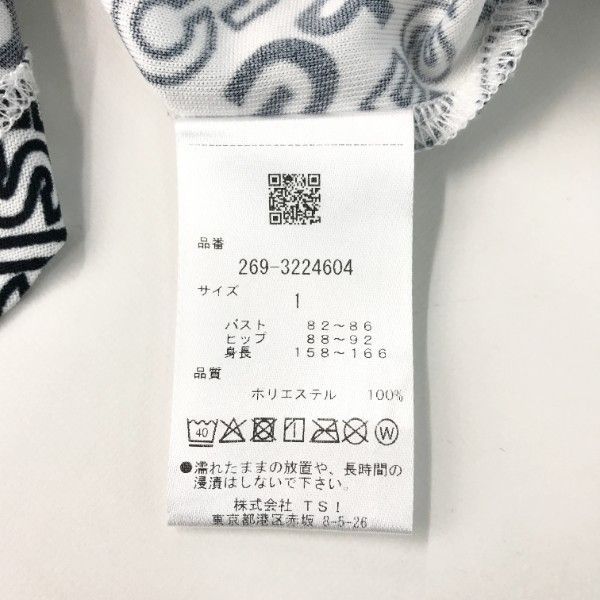 品番
269-3224604
サイズ
1
バスト 82～86
ヒップ 88～92
身長 158～166
品質
ポリエステル 100%
40 W
●濡れたままの放置や、長時間の
浸漬はしないで下さい。
株式会社 TSI
東京都港区赤坂 8-5-26